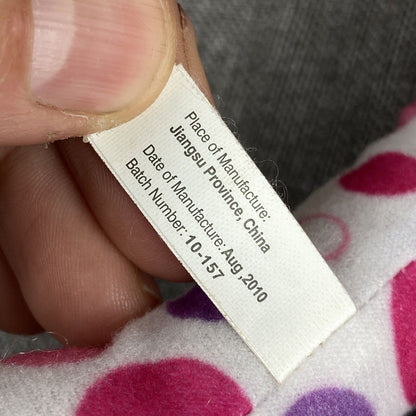 Place of Manufacture:
Jiangsu Province, China
Date of Manufacture:Aug ,2010
Batch Number: 10-157